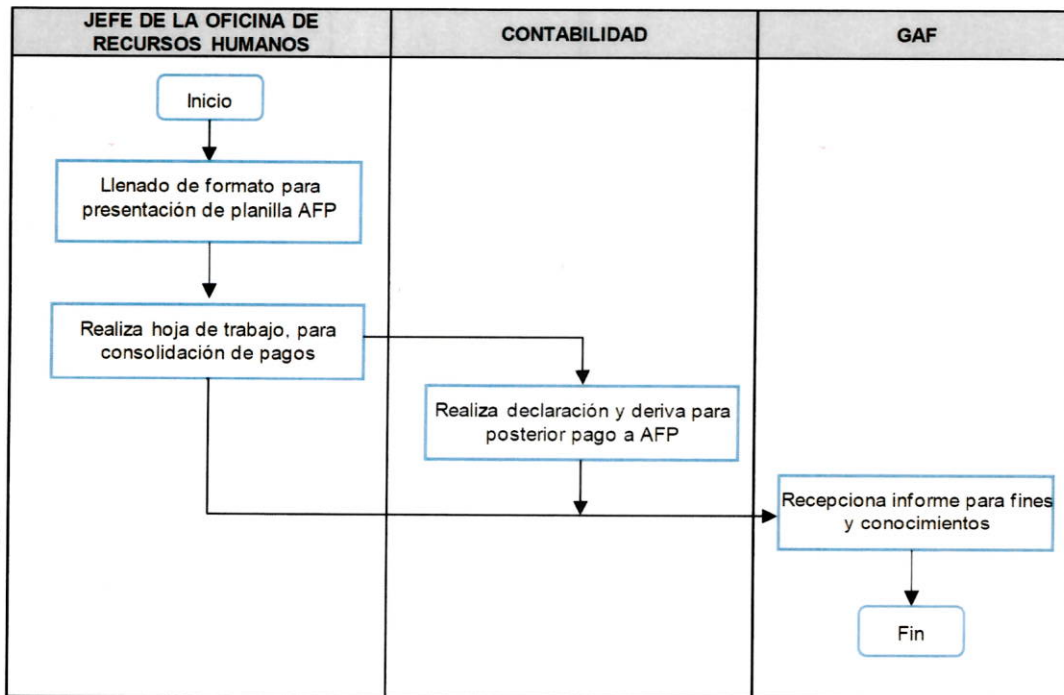 JEFE DE LA OFICINA DE
RECURSOS HUMANOS
CONTABILIDAD
GAF
Inicio
Llenado de formato para
presentación de planilla AFP
Realiza hoja de trabajo, para
consolidación de pagos
Realiza declaración y deriva para
posterior pago a AFP
Recepciona informe para fines
y conocimientos
Fin